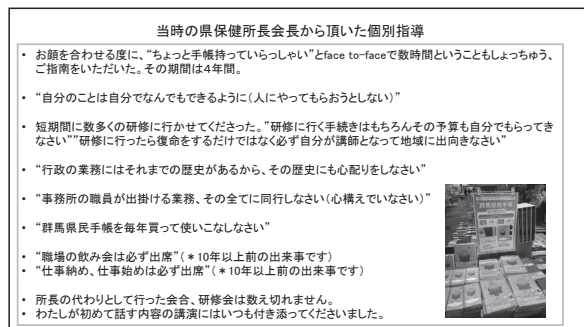 当時の県保健所長会長から頂いた個別指導
• お顔を合わせる度に、“ちょっと手帳持っていらっしゃい”とface to-faceで数時間ということもしょっちゅう、
ご指南をいただいた。その期間は4年間。
• “自分のことは自分でなんでもできるように(人にやってもらおうとしない)”
• 短期間に数多くの研修に行かせてくださった。”研修に行く手続きはもちろんその予算も自分でもらってき
なさい””研修に行ったら復命をするだけではなく必ず自分が講師となって地域に出向きなさい”
• “行政の業務にはそれまでの歴史があるから、その歴史にも心配りをしなさい”
• “事務所の職員が出掛ける業務、その全てに同行しなさい(心構えでいなさい)”
• “群馬県民手帳を毎年買って使いこなしなさい”
• “職場の飲み会は必ず出席”(*10年以上前の出来事です)
• “仕事納め、仕事始めは必ず出席”(*10年以上前の出来事です)
• 所長の代わりとして行った会合、研修会は数え切れません。
• わたしが初めて話す内容の講演にはいつも付き添ってくださいました。
群馬県民手帳